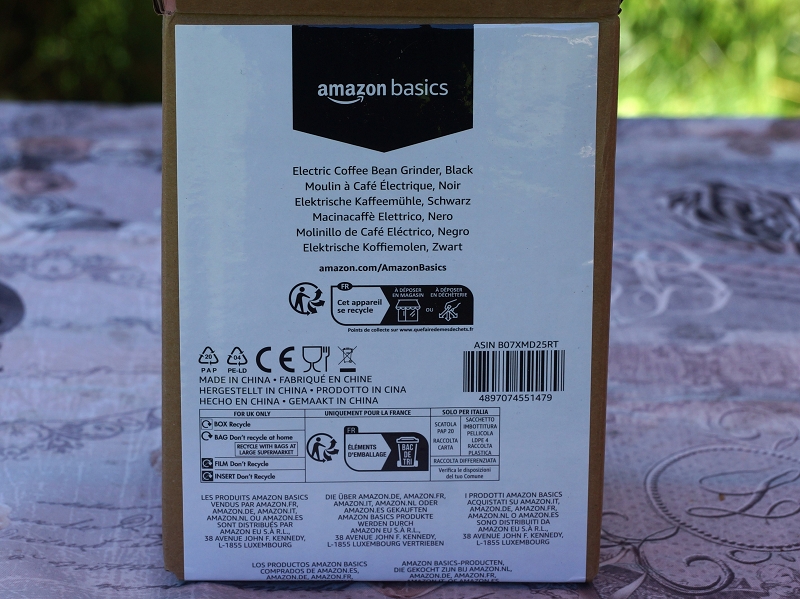 amazon basics
Electric Coffee Bean Grinder, Black
Moulin à Café Électrique, Noir
Elektrische Kaffeemühle, Schwarz
Macinacaffè Elettrico, Nero
Molinillo de Café Eléctrico, Negro
Elektrische Koffiemolen, Zwart
amazon.com/AmazonBasics
FR
Cet appareil
se recycle
À DÉPOSER
EN MAGASIN
OU
À DÉPOSER
EN DÉCHÈTERIE
Points de collecte sur www.quefairedemesdechets.fr
20
PAP
04
PE-LD
CE
MADE IN CHINA • FABRIQUÉ EN CHINE
HERGESTELLT IN CHINA • PRODOTTO IN CINA
HECHO EN CHINA • GEMAAKT IN CHINA
ASIN B07XMD25RT
4897074551479
FOR UK ONLY
BOX Recycle
BAG Don't recycle at home
RECYCLE WITH BAGS AT
LARGE SUPERMARKET
FILM Don't Recycle
INSERT Don't Recycle
UNIQUEMENT POUR LA FRANCE
FR
ÉLÉMENTS
D'EMBALLAGE
BAC
DE
TRI
SOLO PER ITALIA
SCATOLA
PAP 20
RACCOLTA
CARTA
SACCHETTO
IMBOTTITURA
PELLICOLA
LDPE 4
RACCOLTA
PLASTICA
RACCOLTA DIFFERENZIATA
Verifica le disposizioni
del tuo Comune
LES PRODUITS AMAZON BASICS
VENDUS PAR AMAZON.FR,
AMAZON.DE, AMAZON.IT,
AMAZON.NL OU AMAZON.ES
SONT DISTRIBUÉS PAR
AMAZON EU S.À R.L.,
38 AVENUE JOHN F. KENNEDY,
L-1855 LUXEMBOURG
DIE ÜBER AMAZON.DE, AMAZON.FR,
AMAZON.IT, AMAZON.NL ODER
AMAZON.ES GEKAUFTEN
AMAZON BASICS PRODUKTE
WERDEN DURCH
AMAZON EU S.À R.L.,
38 AVENUE JOHN F. KENNEDY,
L-1855 LUXEMBOURG VERTRIEBEN
I PRODOTTI AMAZON BASICS
ACQUISTATI SU AMAZON.IT,
AMAZON.DE, AMAZON.FR,
AMAZON.NL O AMAZON.ES
SONO DISTRIBUITI DA
AMAZON EU S.À R.L.,
38 AVENUE JOHN F. KENNEDY,
L-1855 LUXEMBOURG
LOS PRODUCTOS AMAZON BASICS
COMPRADOS DE AMAZON.ES,
AMAZON.DE, AMAZON.FR,
AMAZON BASICS-PRODUCTEN,
DIE GEKOCHT ZIJN BIJ AMAZON.NL,
AMAZON.DE, AMAZON.FR, AMAZON.IT